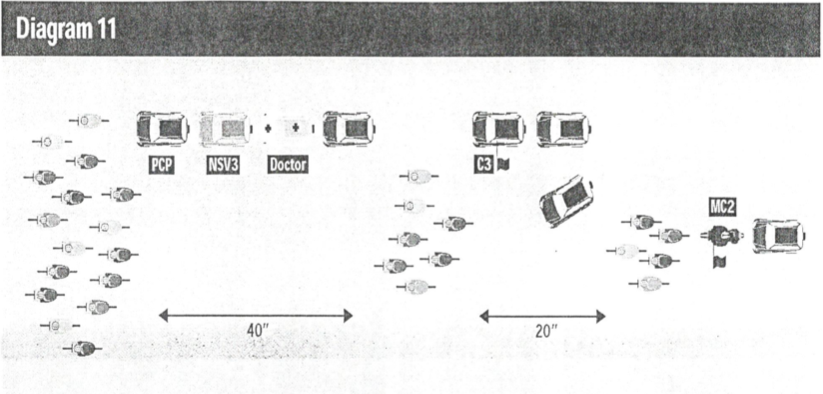 Diagram 11
PCP
NSV3
Doctor
C3
MC2
40"
20"